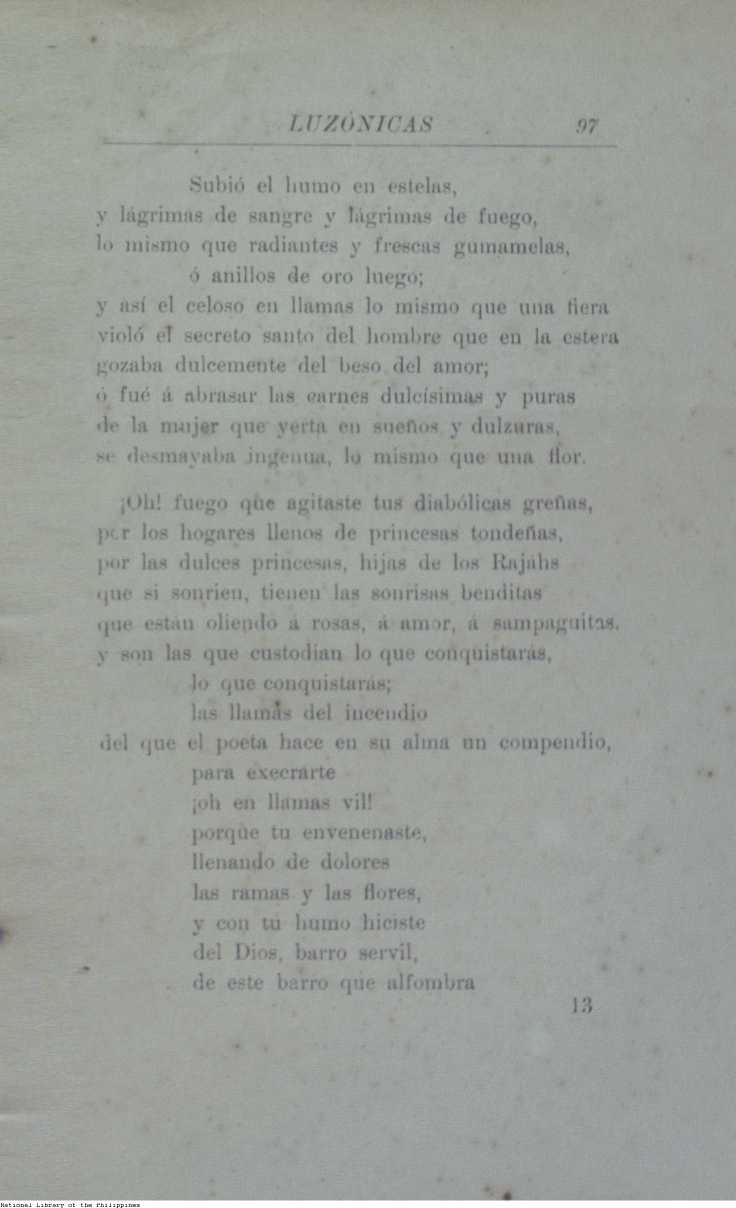 LUZÓNICAS 97
Subió el humo en estelas,
y lágrimas de sangre y lágrimas de fuego,
lo mismo que radiantes y frescas gumamelas,
ó anillos de oro luego;
y así el celoso en llamas lo mismo que una fiera
violó el secreto santo del hombre que en la estera
gozaba dulcemente del beso del amor;
ó fué á abrasar las carnes dulcísimas y puras
de la mujer que yerta en sueños y dulzuras,
se desmayaba ingenua, lo mismo que una flor.
¡Oh! fuego que agitaste tus diabólicas greñas,
por los hogares llenos de princesas tondeñas,
por las dulces princesas, hijas de los Rajáhs
que si sonrien, tienen las sonrisas benditas
que están oliendo á rosas, á amor, á sampaguitas.
y son las que custodian lo que conquistarás,
lo que conquistarás;
las llamas del incendio
del que el poeta hace en su alma un compendio,
para execrarte
¡oh en llamas vil!
porque tu envenenaste,
llenando de dolores
las ramas y las flores,
y con tu humo hiciste
del Dios, barro servil,
de este barro que alfombra
13
National Library of the Philippines